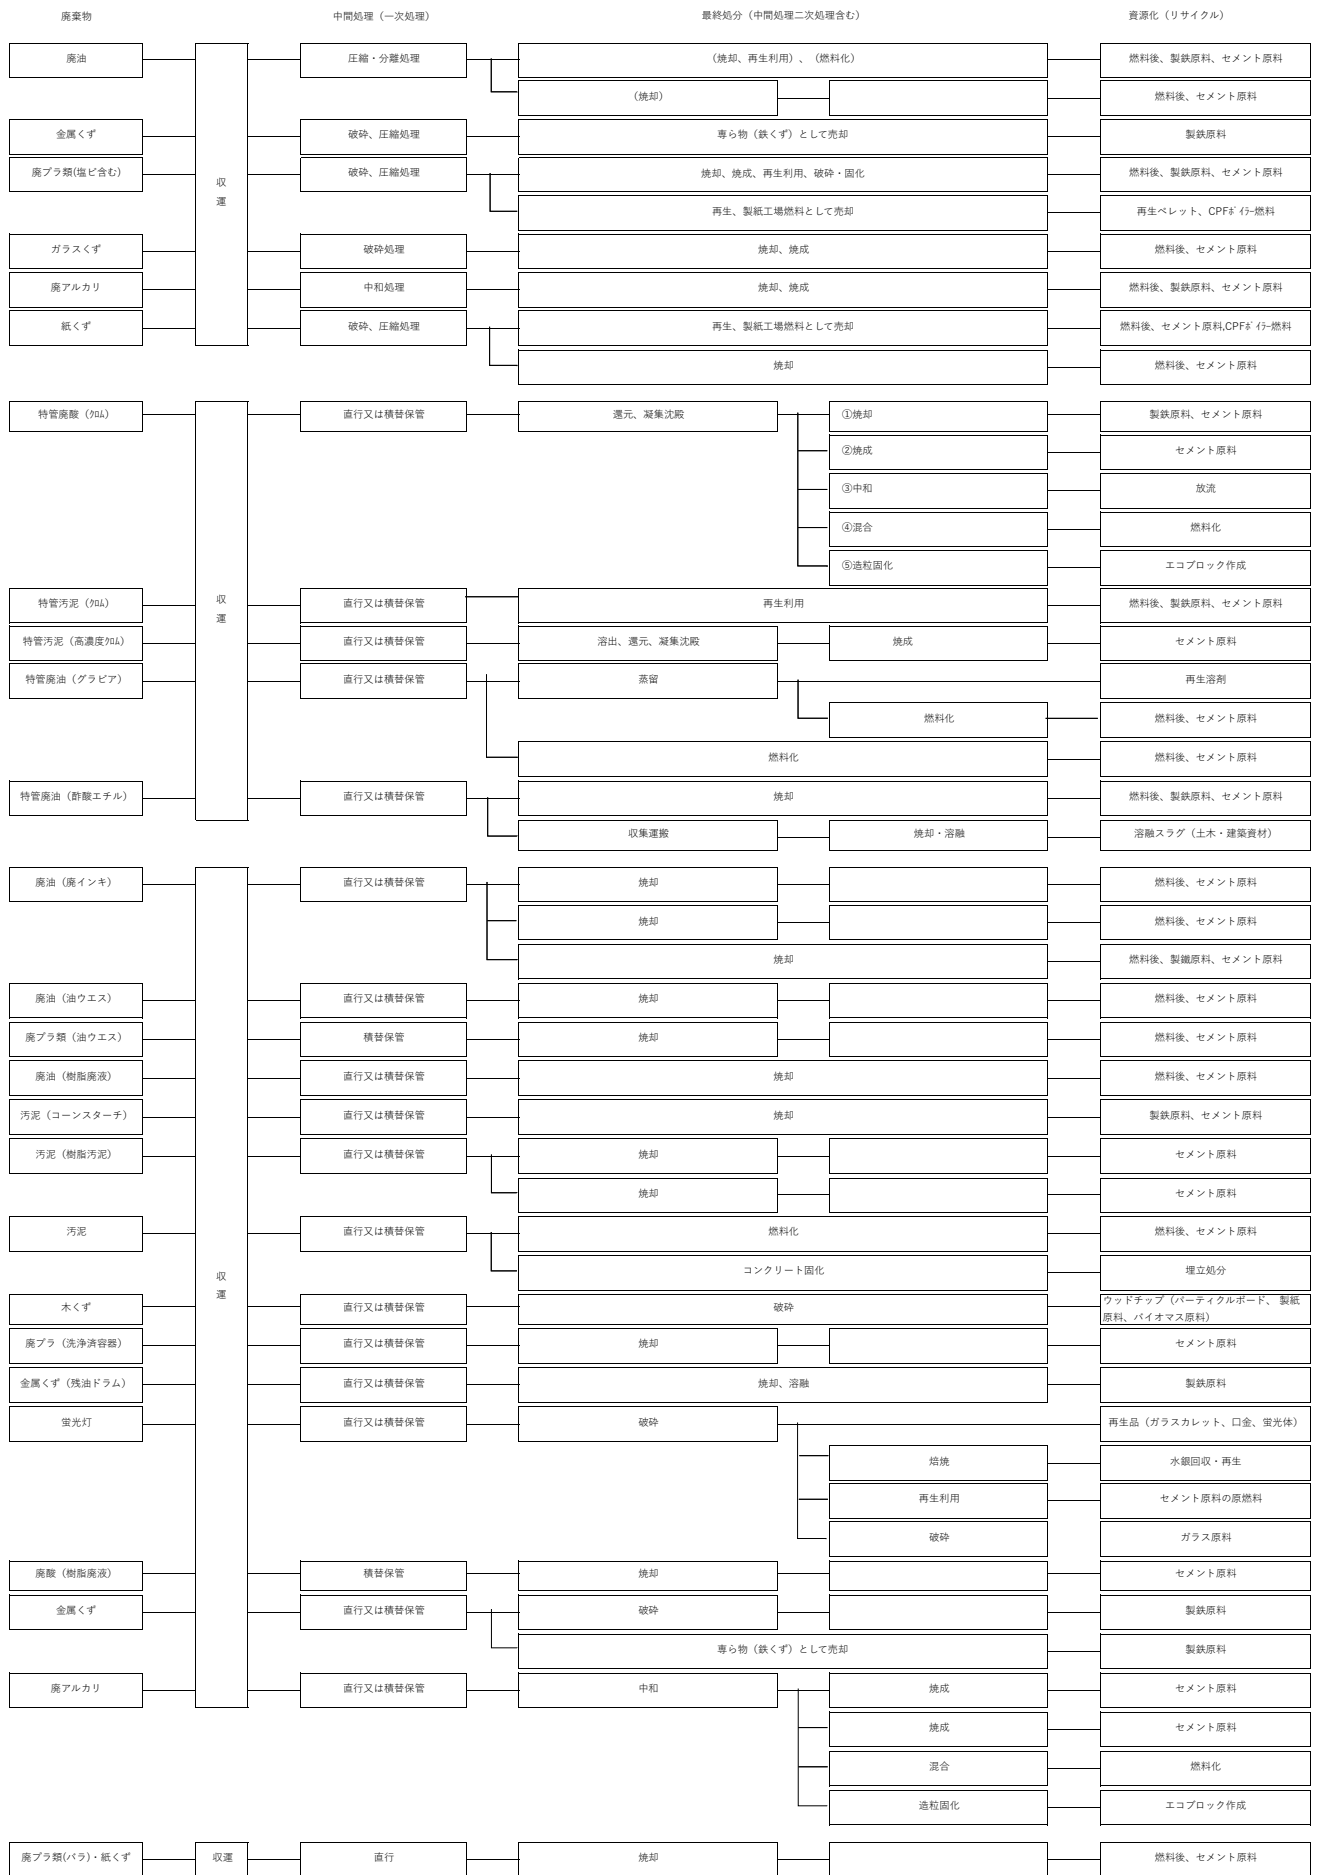 廃棄物 中間処理（一次処理） 最終処分（中間処理二次処理含む） 資源化（リサイクル）
廃油 圧縮・分離処理 （焼却、再生利用）、（燃料化） 燃料後、製鉄原料、セメント原料
（焼却） 燃料後、セメント原料
金属くず 破砕、圧縮処理 専ら物（鉄くず）として売却 製鉄原料
廃プラ類(塩ビ含む) 破砕、圧縮処理 焼却、焼成、再生利用、破砕・固化 燃料後、製鉄原料、セメント原料
収
運
再生、製紙工場燃料として売却 再生ペレット、CPFﾎﾞｲﾗｰ燃料
ガラスくず 破砕処理 焼却、焼成 燃料後、セメント原料
廃アルカリ 中和処理 焼却、焼成 燃料後、製鉄原料、セメント原料
紙くず 破砕、圧縮処理 再生、製紙工場燃料として売却 燃料後、セメント原料,CPFﾎﾞｲﾗｰ燃料
焼却 燃料後、セメント原料
特管廃酸（ｸﾛﾑ） 直行又は積替保管 還元、凝集沈殿 ①焼却 製鉄原料、セメント原料
②焼成 セメント原料
③中和 放流
④混合 燃料化
⑤造粒固化 エコブロック作成
収
運
特管汚泥（ｸﾛﾑ） 直行又は積替保管 再生利用 燃料後、製鉄原料、セメント原料
特管汚泥（高濃度ｸﾛﾑ） 直行又は積替保管 溶出、還元、凝集沈殿 焼成 セメント原料
特管廃油（グラビア） 直行又は積替保管 蒸留 再生溶剤
燃料化 燃料後、セメント原料
燃料化 燃料後、セメント原料
特管廃油（酢酸エチル） 直行又は積替保管 焼却 燃料後、製鉄原料、セメント原料
収集運搬 焼却・溶融 溶融スラグ（土木・建築資材）
廃油（廃インキ） 直行又は積替保管 焼却 燃料後、セメント原料
焼却 燃料後、セメント原料
焼却 燃料後、製鐵原料、セメント原料
廃油（油ウエス） 直行又は積替保管 焼却 燃料後、セメント原料
廃プラ類（油ウエス） 積替保管 焼却 燃料後、セメント原料
廃油（樹脂廃液） 直行又は積替保管 焼却 燃料後、セメント原料
汚泥（コーンスターチ） 直行又は積替保管 焼却 製鉄原料、セメント原料
汚泥（樹脂汚泥） 直行又は積替保管 焼却 セメント原料
焼却 セメント原料
汚泥 直行又は積替保管 燃料化 燃料後、セメント原料
コンクリート固化 埋立処分
収
運
木くず 直行又は積替保管 破砕 ウッドチップ（パーティクルボード、 製紙
原料、バイオマス原料）
廃プラ（洗浄済容器） 直行又は積替保管 焼却 セメント原料
金属くず（残油ドラム） 直行又は積替保管 焼却、溶融 製鉄原料
蛍光灯 直行又は積替保管 破砕 再生品（ガラスカレット、口金、蛍光体）
焙焼 水銀回収・再生
再生利用 セメント原料の原燃料
破砕 ガラス原料
廃酸（樹脂廃液） 積替保管 焼却 セメント原料
金属くず 直行又は積替保管 破砕 製鉄原料
専ら物（鉄くず）として売却 製鉄原料
廃アルカリ 直行又は積替保管 中和 焼成 セメント原料
焼成 セメント原料
混合 燃料化
造粒固化 エコブロック作成
廃プラ類(バラ)・紙くず 収運 直行 焼却 燃料後、セメント原料